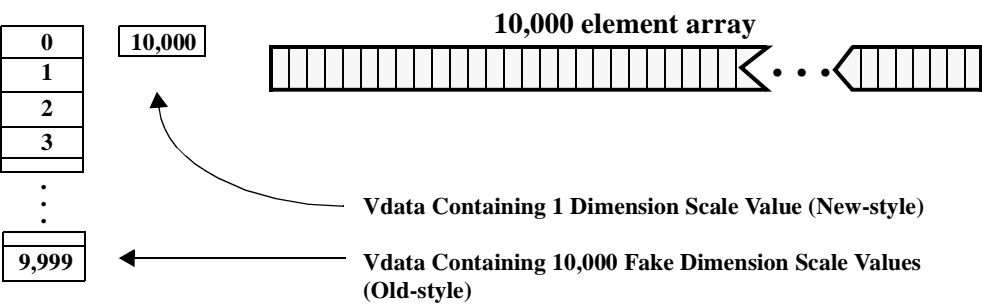 10,000 element array
0
10,000
1
2
3
Vdata Containing 1 Dimension Scale Value (New-style)
9,999
Vdata Containing 10,000 Fake Dimension Scale Values
(Old-style)